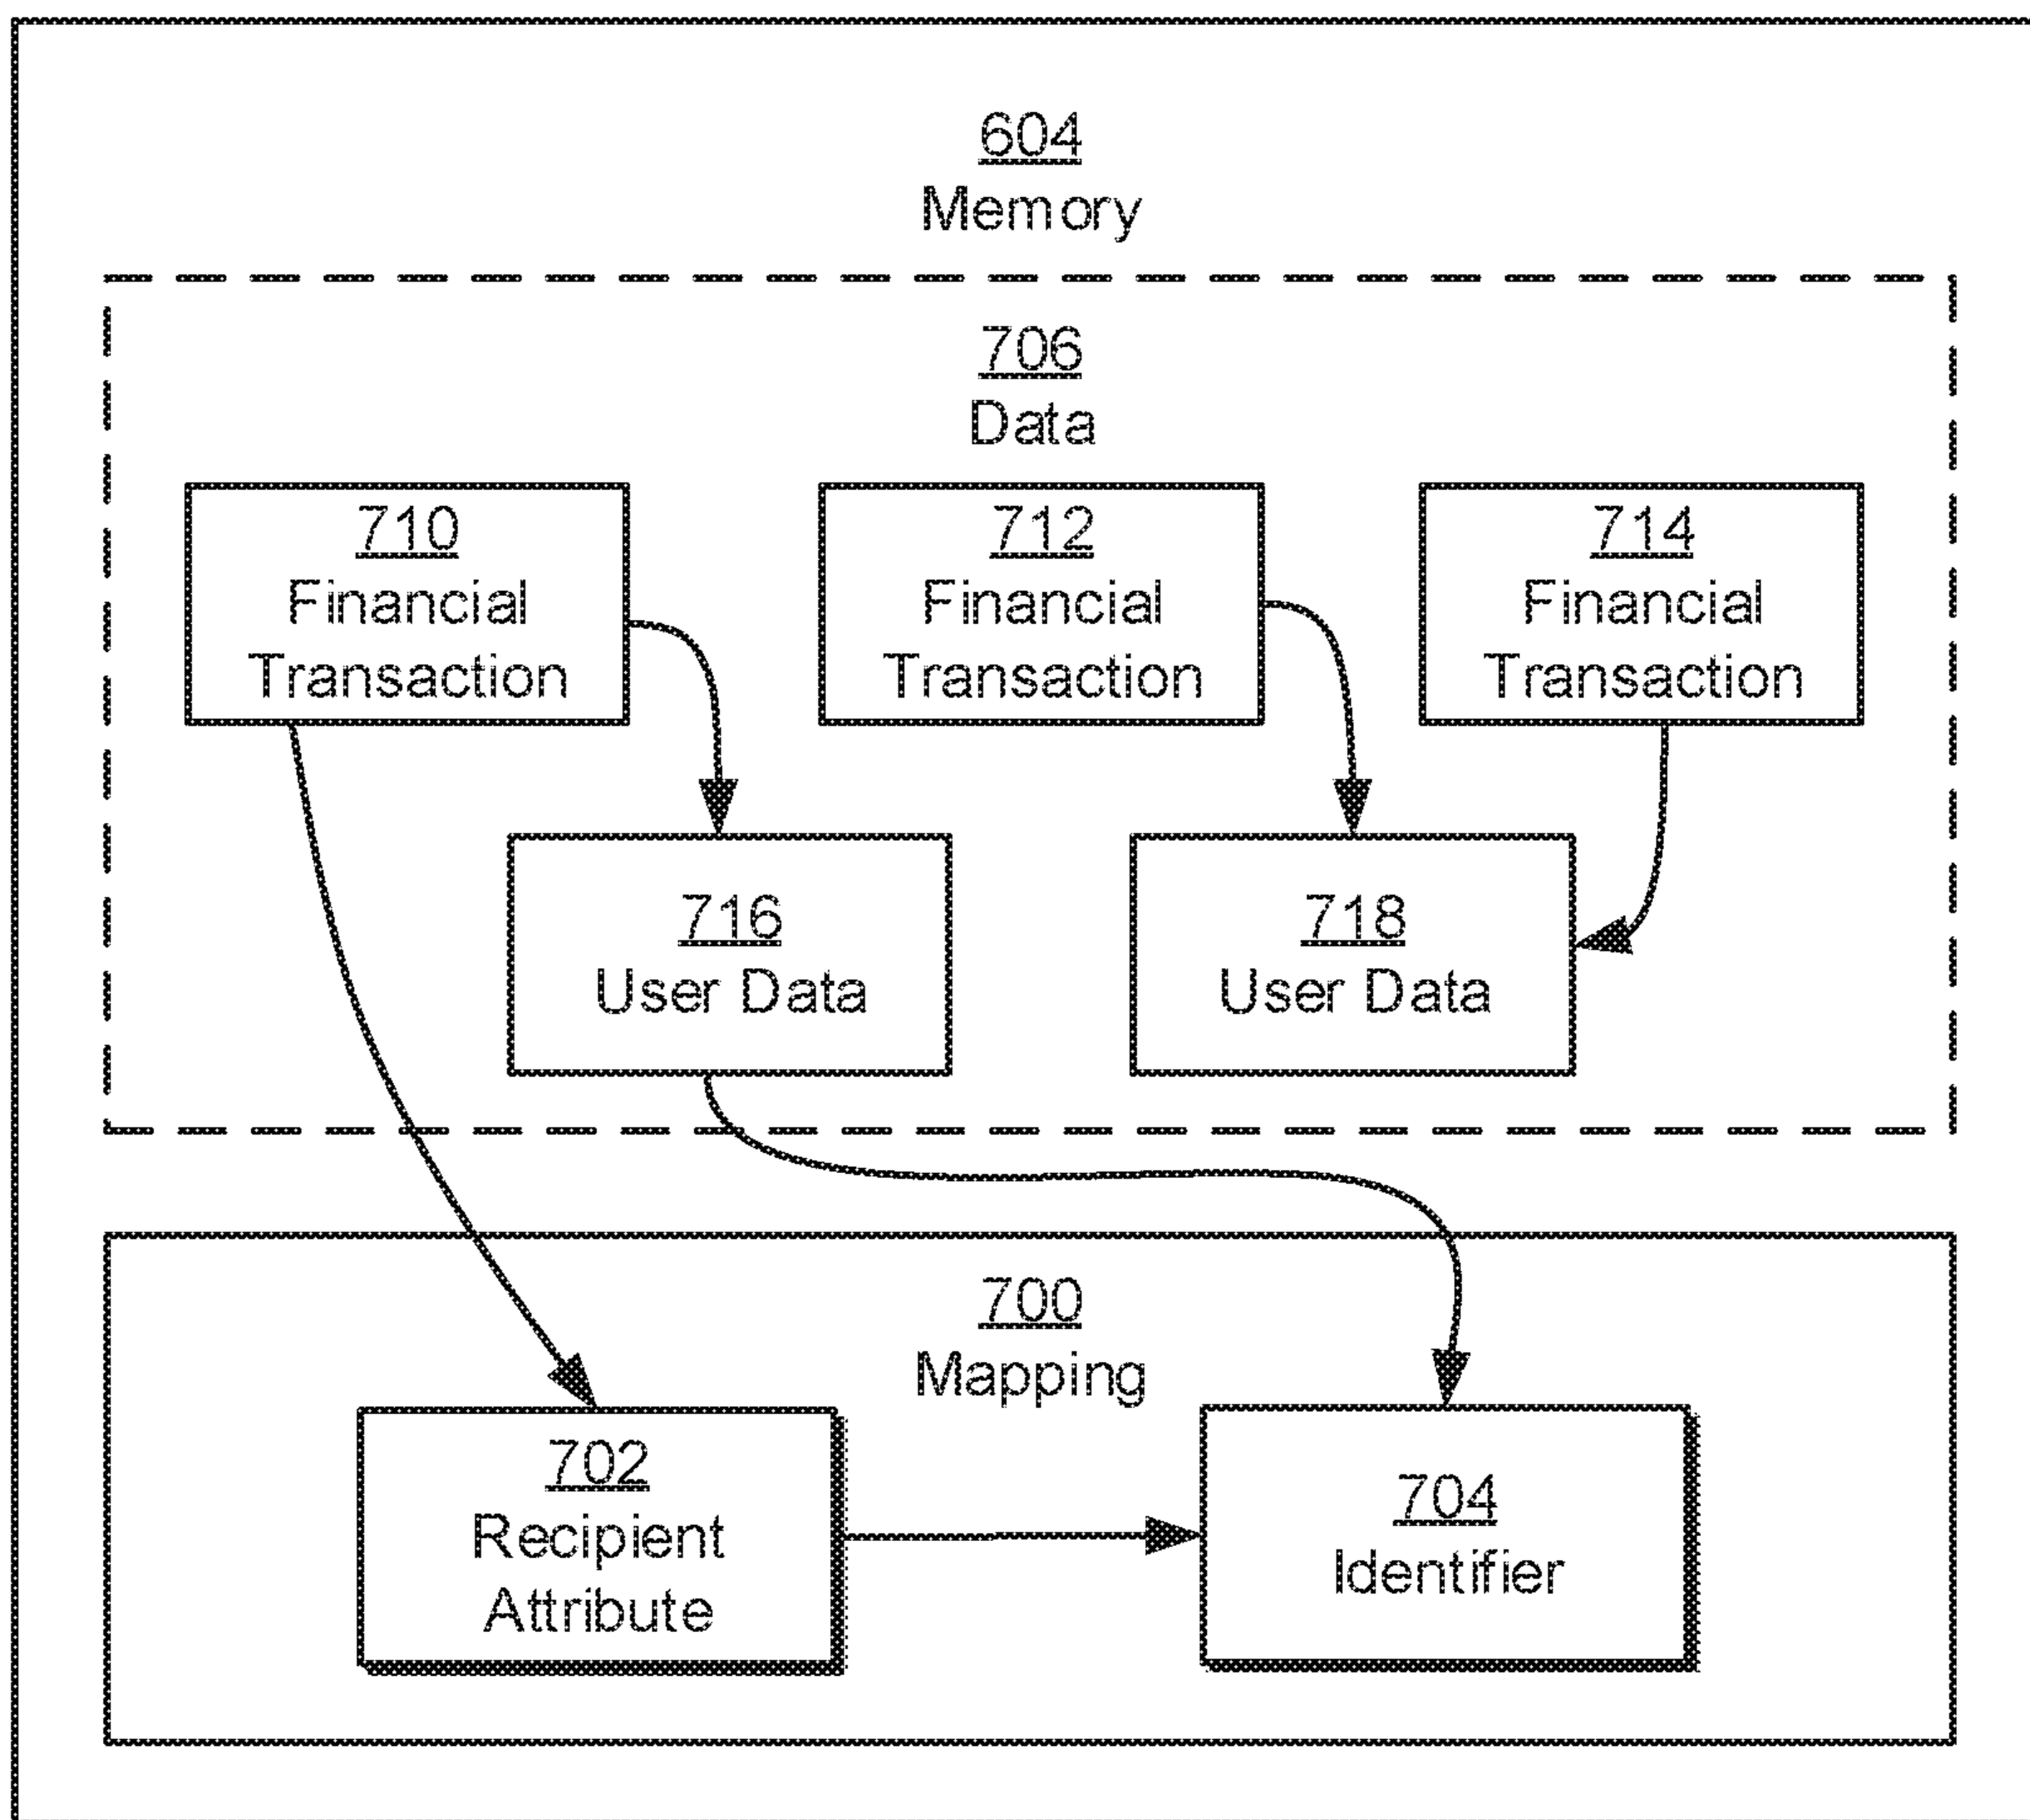 604
Memory
706
Data
710
Financial
Transaction
712
Financial
Transaction
714
Financial
Transaction
716
User Data
718
User Data
700
Mapping
702
Recipient
Attribute
704
Identifier